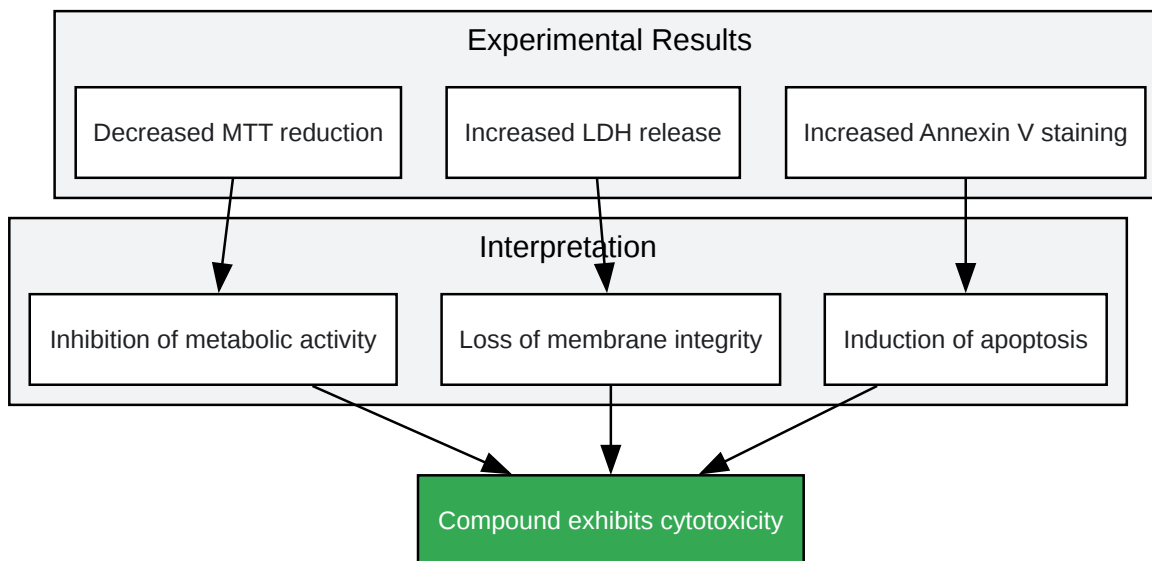 Experimental Results
Decreased MTT reduction
Increased LDH release
Increased Annexin V staining
Interpretation
Inhibition of metabolic activity
Loss of membrane integrity
Induction of apoptosis
Compound exhibits cytotoxicity